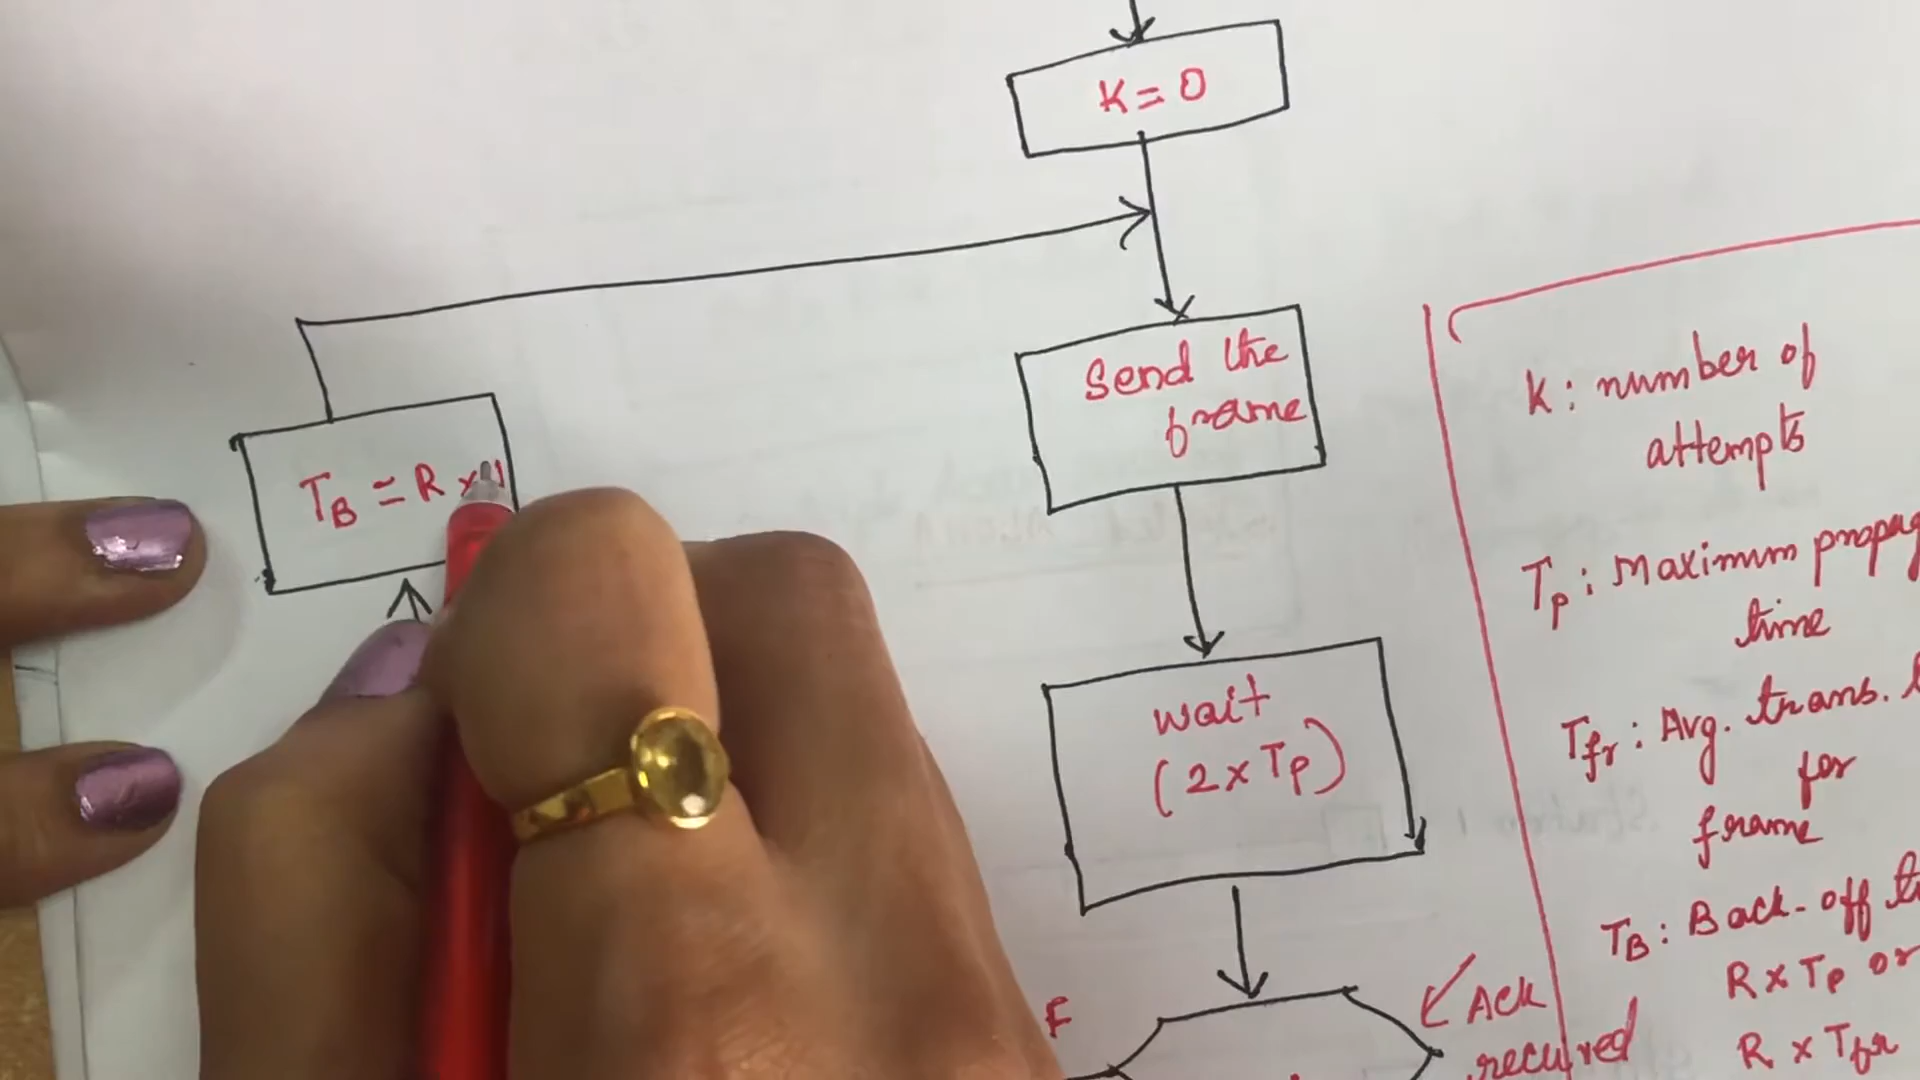 K = 0
Send the
frame
TB = R x
wait
(2 x Tp)
F
Ack
K : number of
attempts
Tp : Maximum
time
Tfr : Avg. trans.
for
frame
TB : Back-off
R x Tp or
R x Tfr